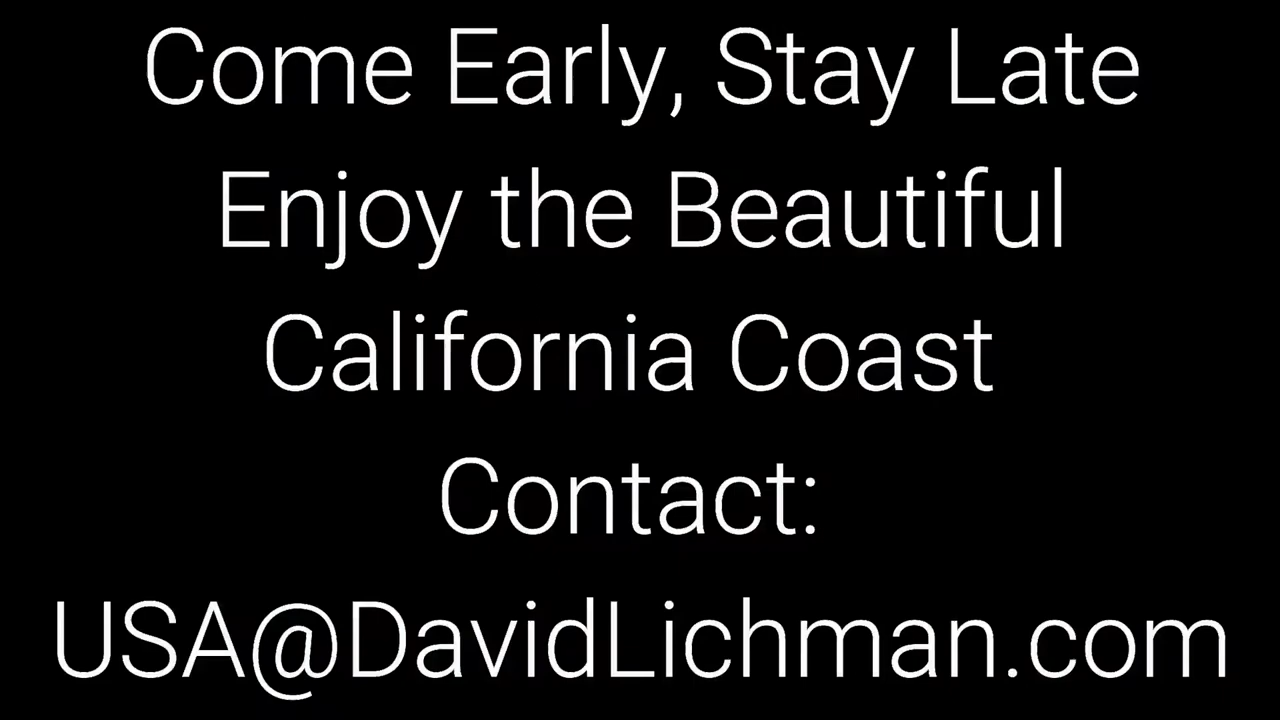 Come Early, Stay Late
Enjoy the Beautiful
California Coast
Contact:
USA@DavidLichman.com